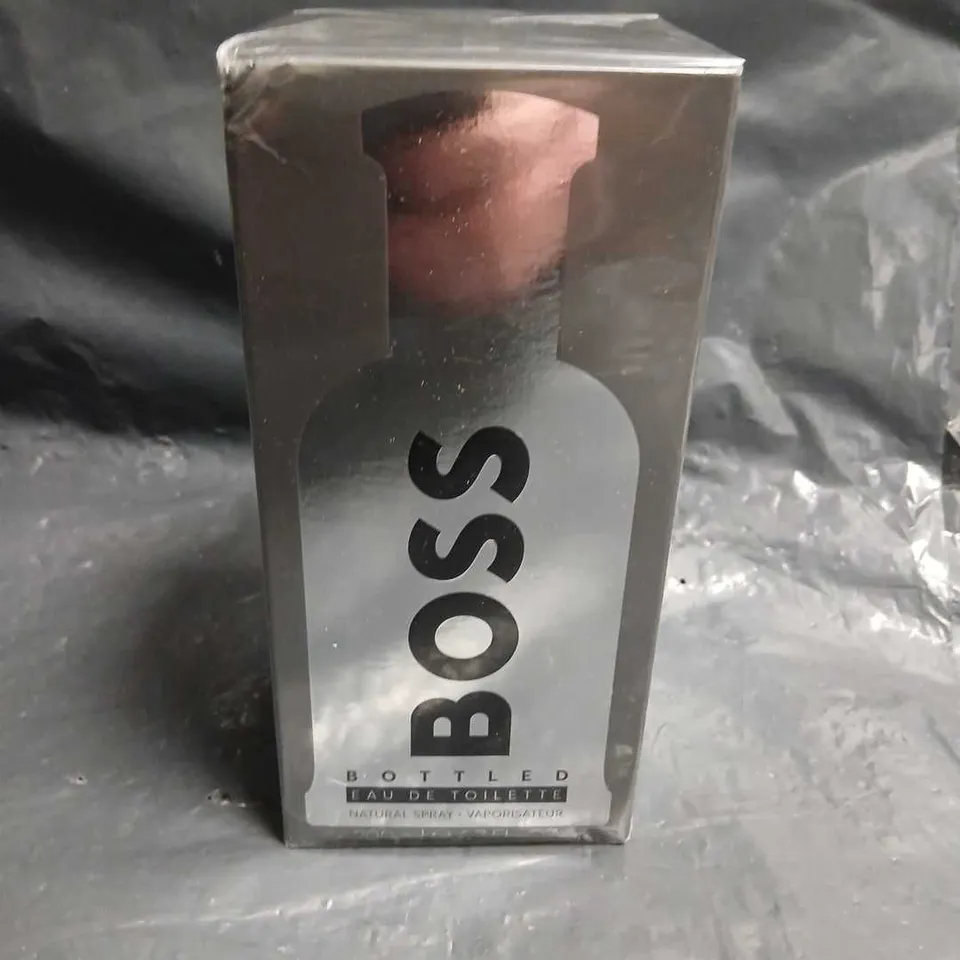 BOSS
BOTTLED
EAU DE TOILETTE
NATURAL SPRAY · VAPORISATEUR